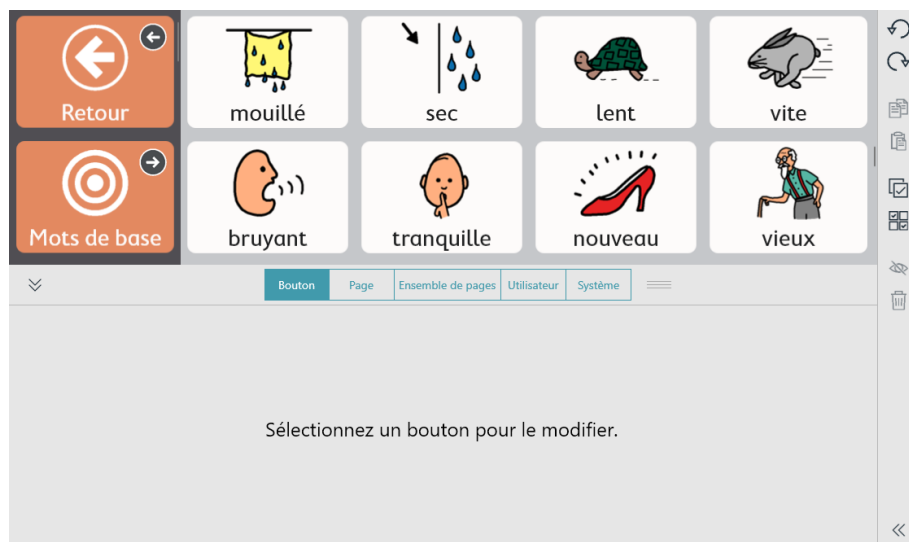 Retour
mouillé
sec
lent
vite
Mots de base
bruyant
tranquille
nouveau
vieux
Bouton
Page
Ensemble de pages
Utilisateur
Système
Sélectionnez un bouton pour le modifier.